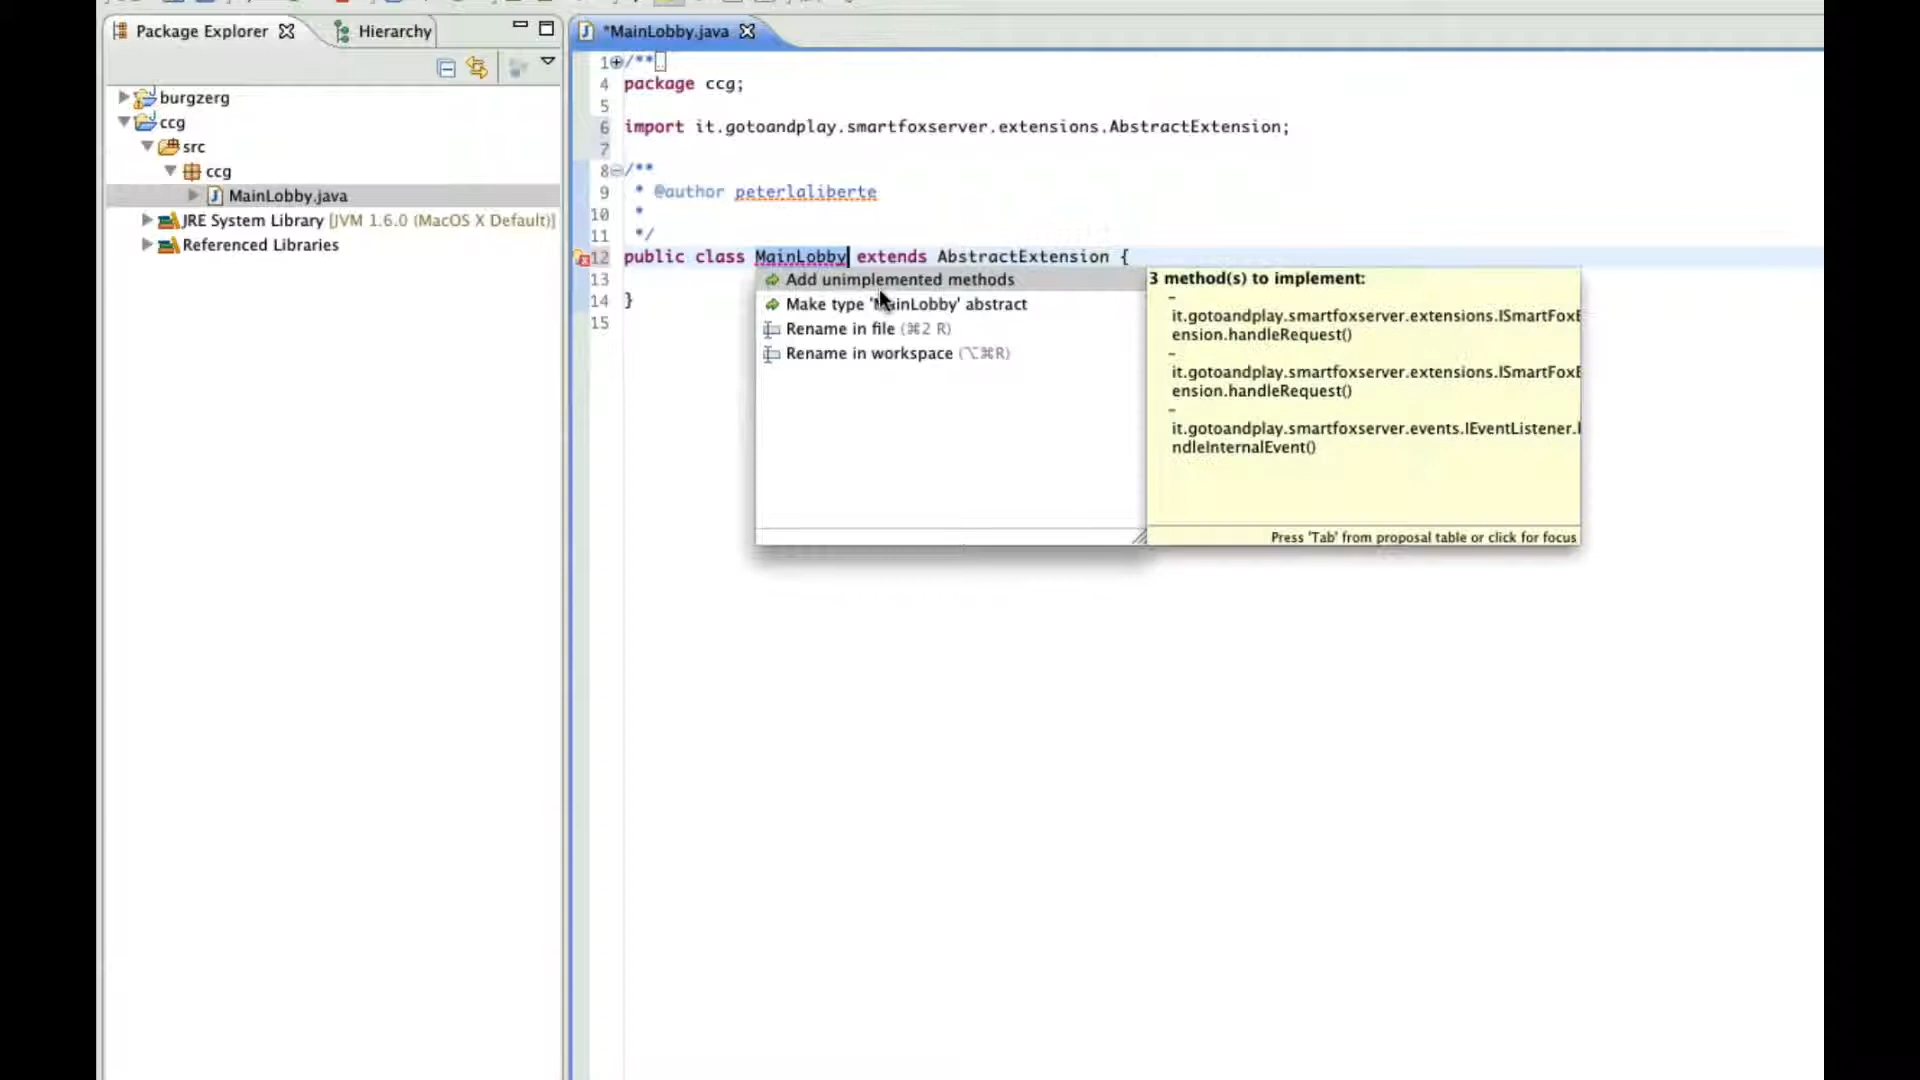 Package Explorer
Hierarchy
burgzerg
ccg
src
ccg
MainLobby.java
JRE System Library [JVM 1.6.0 (MacOS X Default)]
Referenced Libraries
*MainLobby.java
1 /**
4 package ccg;
5
6 import it.gotoandplay.smartfoxserver.extensions.AbstractExtension;
7
8 /**
9 * @author peterlaliberte
10 *
11 */
12 public class MainLobby extends AbstractExtension {
13
14 }
15
Add unimplemented methods
Make type 'MainLobby' abstract
Rename in file (⌘2 R)
Rename in workspace (⌥⌘R)
3 method(s) to implement:
-
it.gotoandplay.smartfoxserver.extensions.ISmartFoxE
ension.handleRequest()
-
it.gotoandplay.smartfoxserver.extensions.ISmartFoxE
ension.handleRequest()
-
it.gotoandplay.smartfoxserver.events.IEventListener.
ndleInternalEvent()
Press 'Tab' from proposal table or click for focus